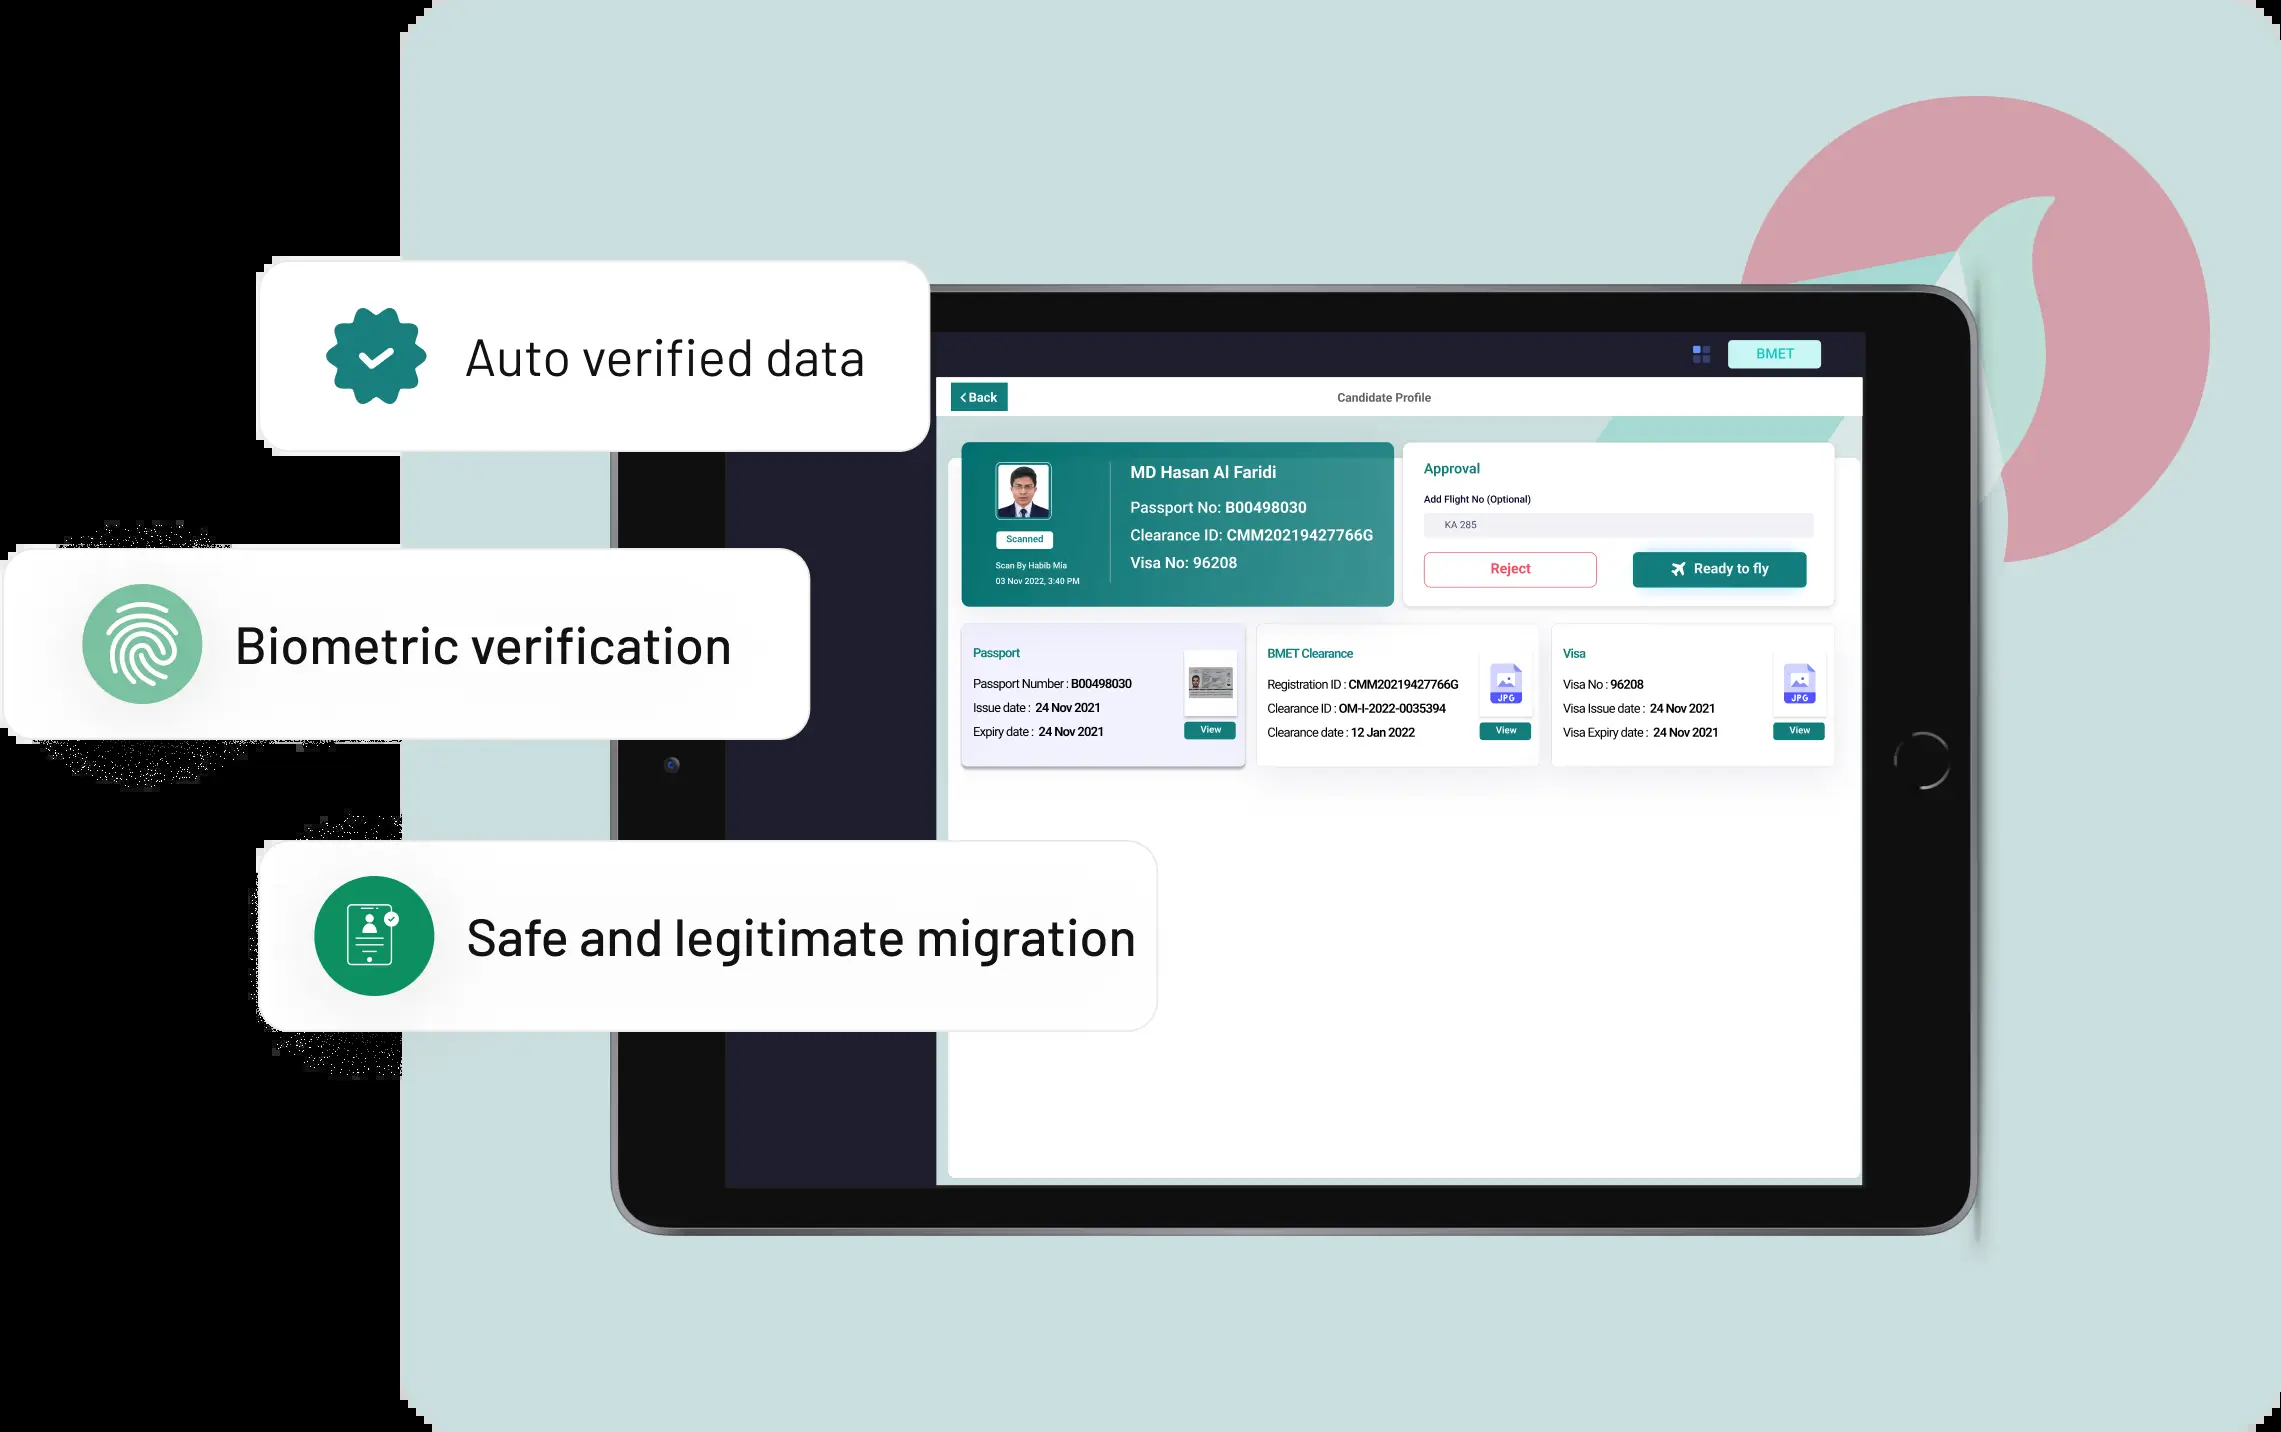 Auto verified data
Biometric verification
Safe and legitimate migration
BMET
Back
Candidate Profile
MD Hasan Al Faridi
Passport No: B00498030
Clearance ID: CMM20219427766G
Visa No: 96208
Scanned
Scan By Habib Mia
03 Nov 2022, 3:40 PM
Approval
Add Flight No (Optional)
KA 285
Reject
Ready to fly
Passport
Passport Number : B00498030
Issue date : 24 Nov 2021
Expiry date : 24 Nov 2021
View
BMET Clearance
Registration ID : CMM20219427766G
Clearance ID : OM-I-2022-0035394
Clearance date : 12 Jan 2022
JPG
View
Visa
Visa No : 96208
Visa Issue date : 24 Nov 2021
Visa Expiry date : 24 Nov 2021
JPG
View